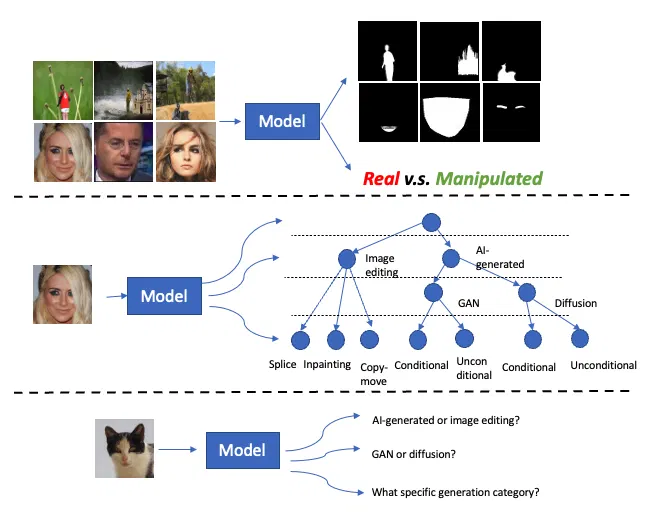 Model
Real v.s. Manipulated
Model
Image
editing
AI-
generated
GAN
Diffusion
Splice
Inpainting
Copy-
move
Conditional
Uncon
ditional
Conditional
Unconditional
Model
AI-generated or image editing?
GAN or diffusion?
What specific generation category?